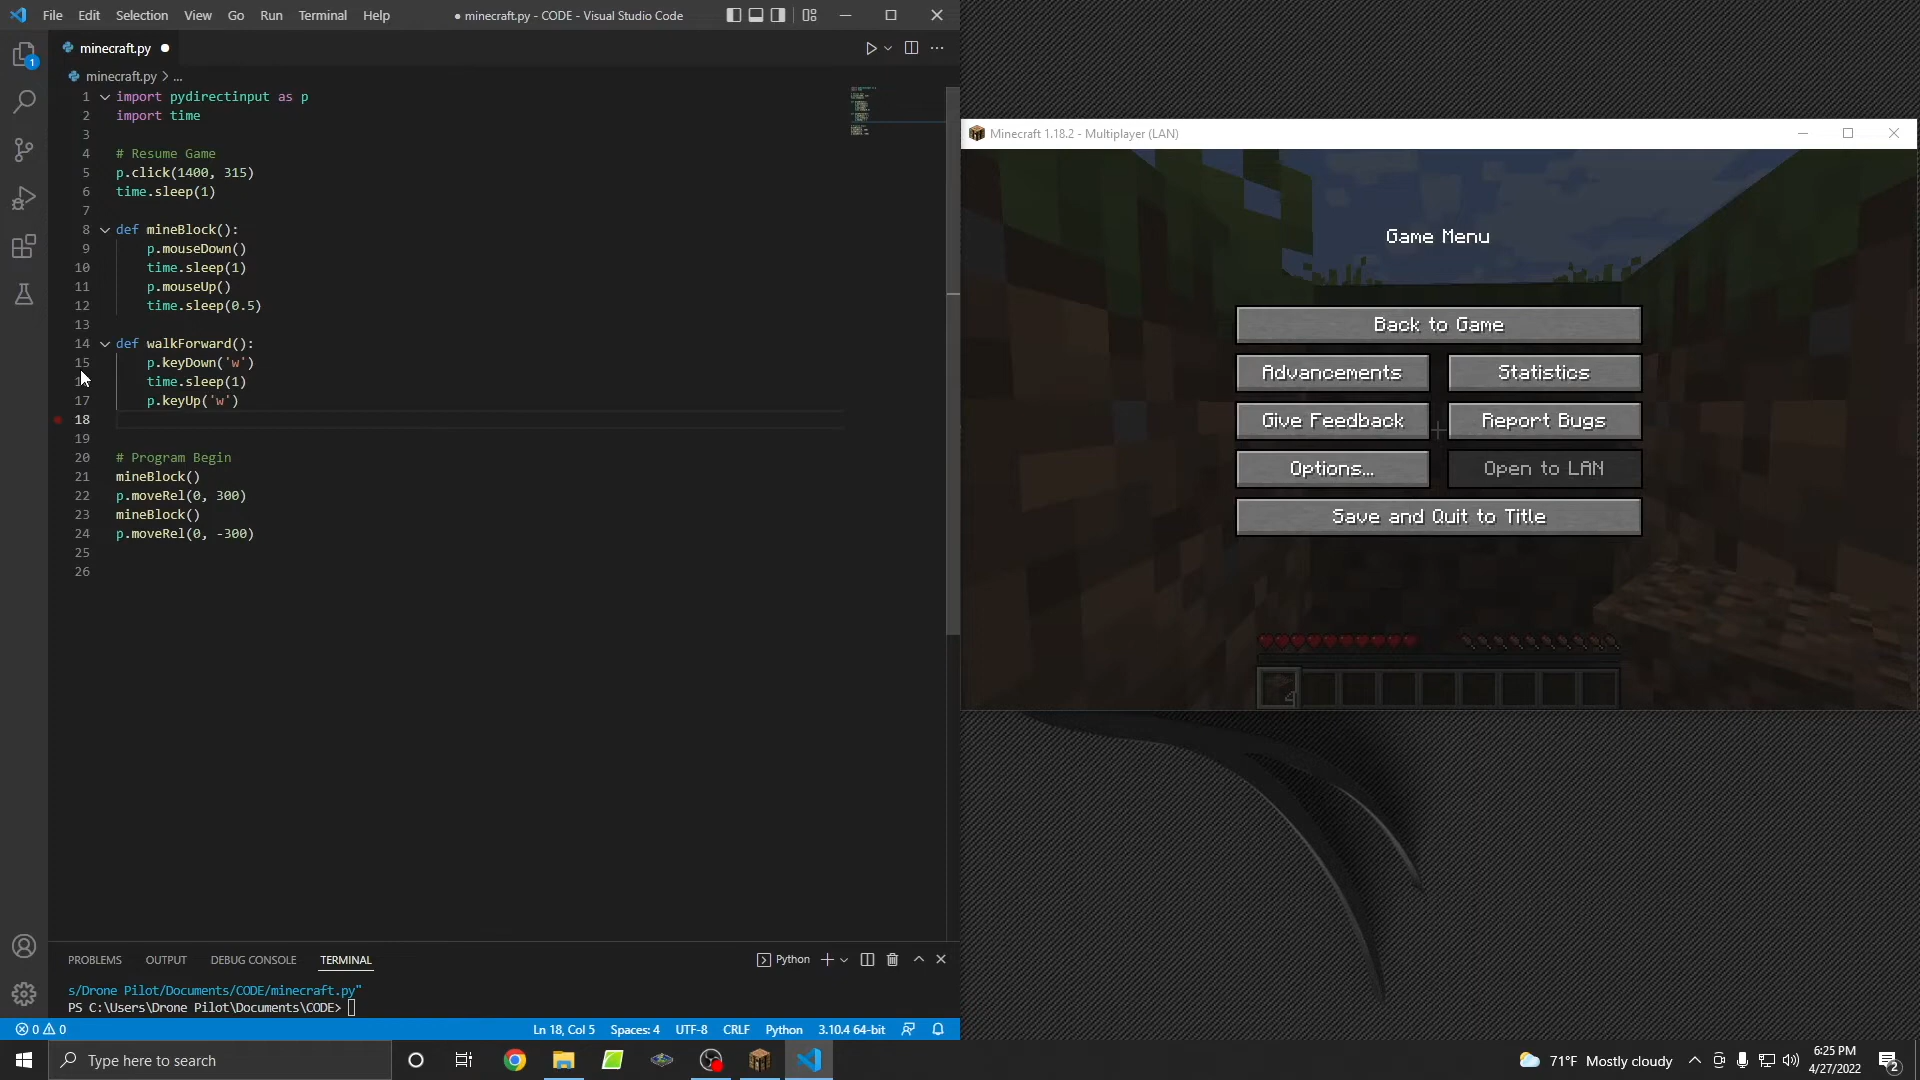 File Edit Selection View Go Run Terminal Help
● minecraft.py - CODE - Visual Studio Code
minecraft.py ●
minecraft.py > ...
1 import pydirectinput as p
2 import time
3
4 # Resume Game
5 p.click(1400, 315)
6 time.sleep(1)
7
8 def mineBlock():
9 p.mouseDown()
10 time.sleep(1)
11 p.mouseUp()
12 time.sleep(0.5)
13
14 def walkForward():
15 p.keyDown('w')
time.sleep(1)
17 p.keyUp('w')
18
19
20 # Program Begin
21 mineBlock()
22 p.moveRel(0, 300)
23 mineBlock()
24 p.moveRel(0, -300)
25
26
1
PROBLEMS OUTPUT DEBUG CONSOLE TERMINAL
Python
s/Drone Pilot/Documents/CODE/minecraft.py"
PS C:\Users\Drone Pilot\Documents\CODE>
0 0
Ln 18, Col 5 Spaces: 4 UTF-8 CRLF Python 3.10.4 64-bit
Minecraft 1.18.2 - Multiplayer (LAN)
Game Menu
Back to Game
Advancements Statistics
Give Feedback Report Bugs
Options... Open to LAN
Save and Quit to Title
4
Type here to search
71°F Mostly cloudy
6:25 PM
4/27/2022
2